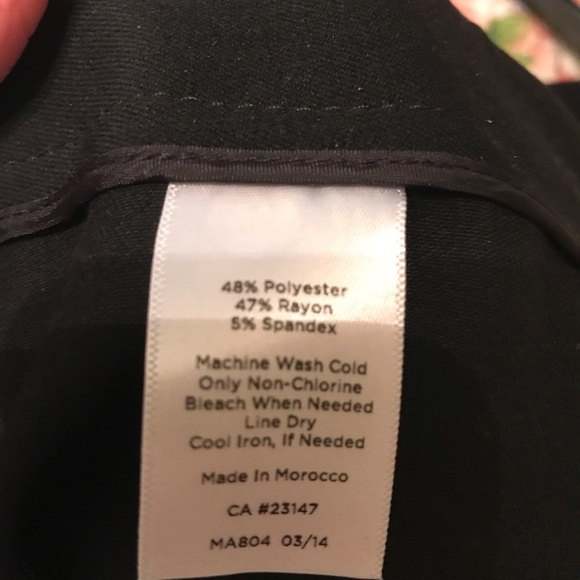 48% Polyester
47% Rayon
5% Spandex
Machine Wash Cold
Only Non-Chlorine
Bleach When Needed
Line Dry
Cool Iron, If Needed
Made In Morocco
CA #23147
MA804 03/14